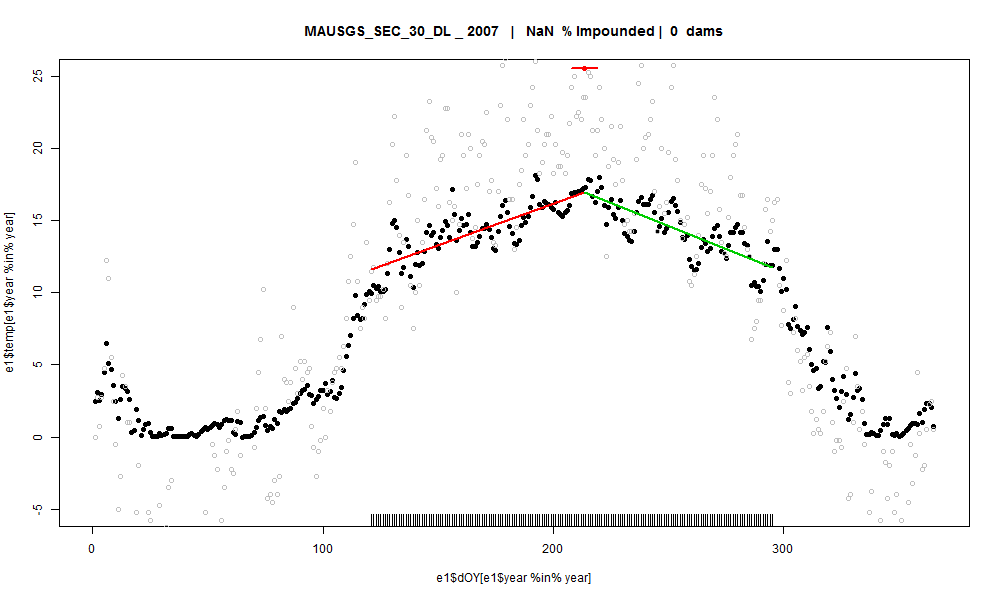 MAUSGS_SEC_30_DL _ 2007 | NaN % Impounded | 0 dams
e1$temp[e1$year %in% year]
25
20
15
10
5
0
-5
0 100 200 300
e1$dOY[e1$year %in% year]